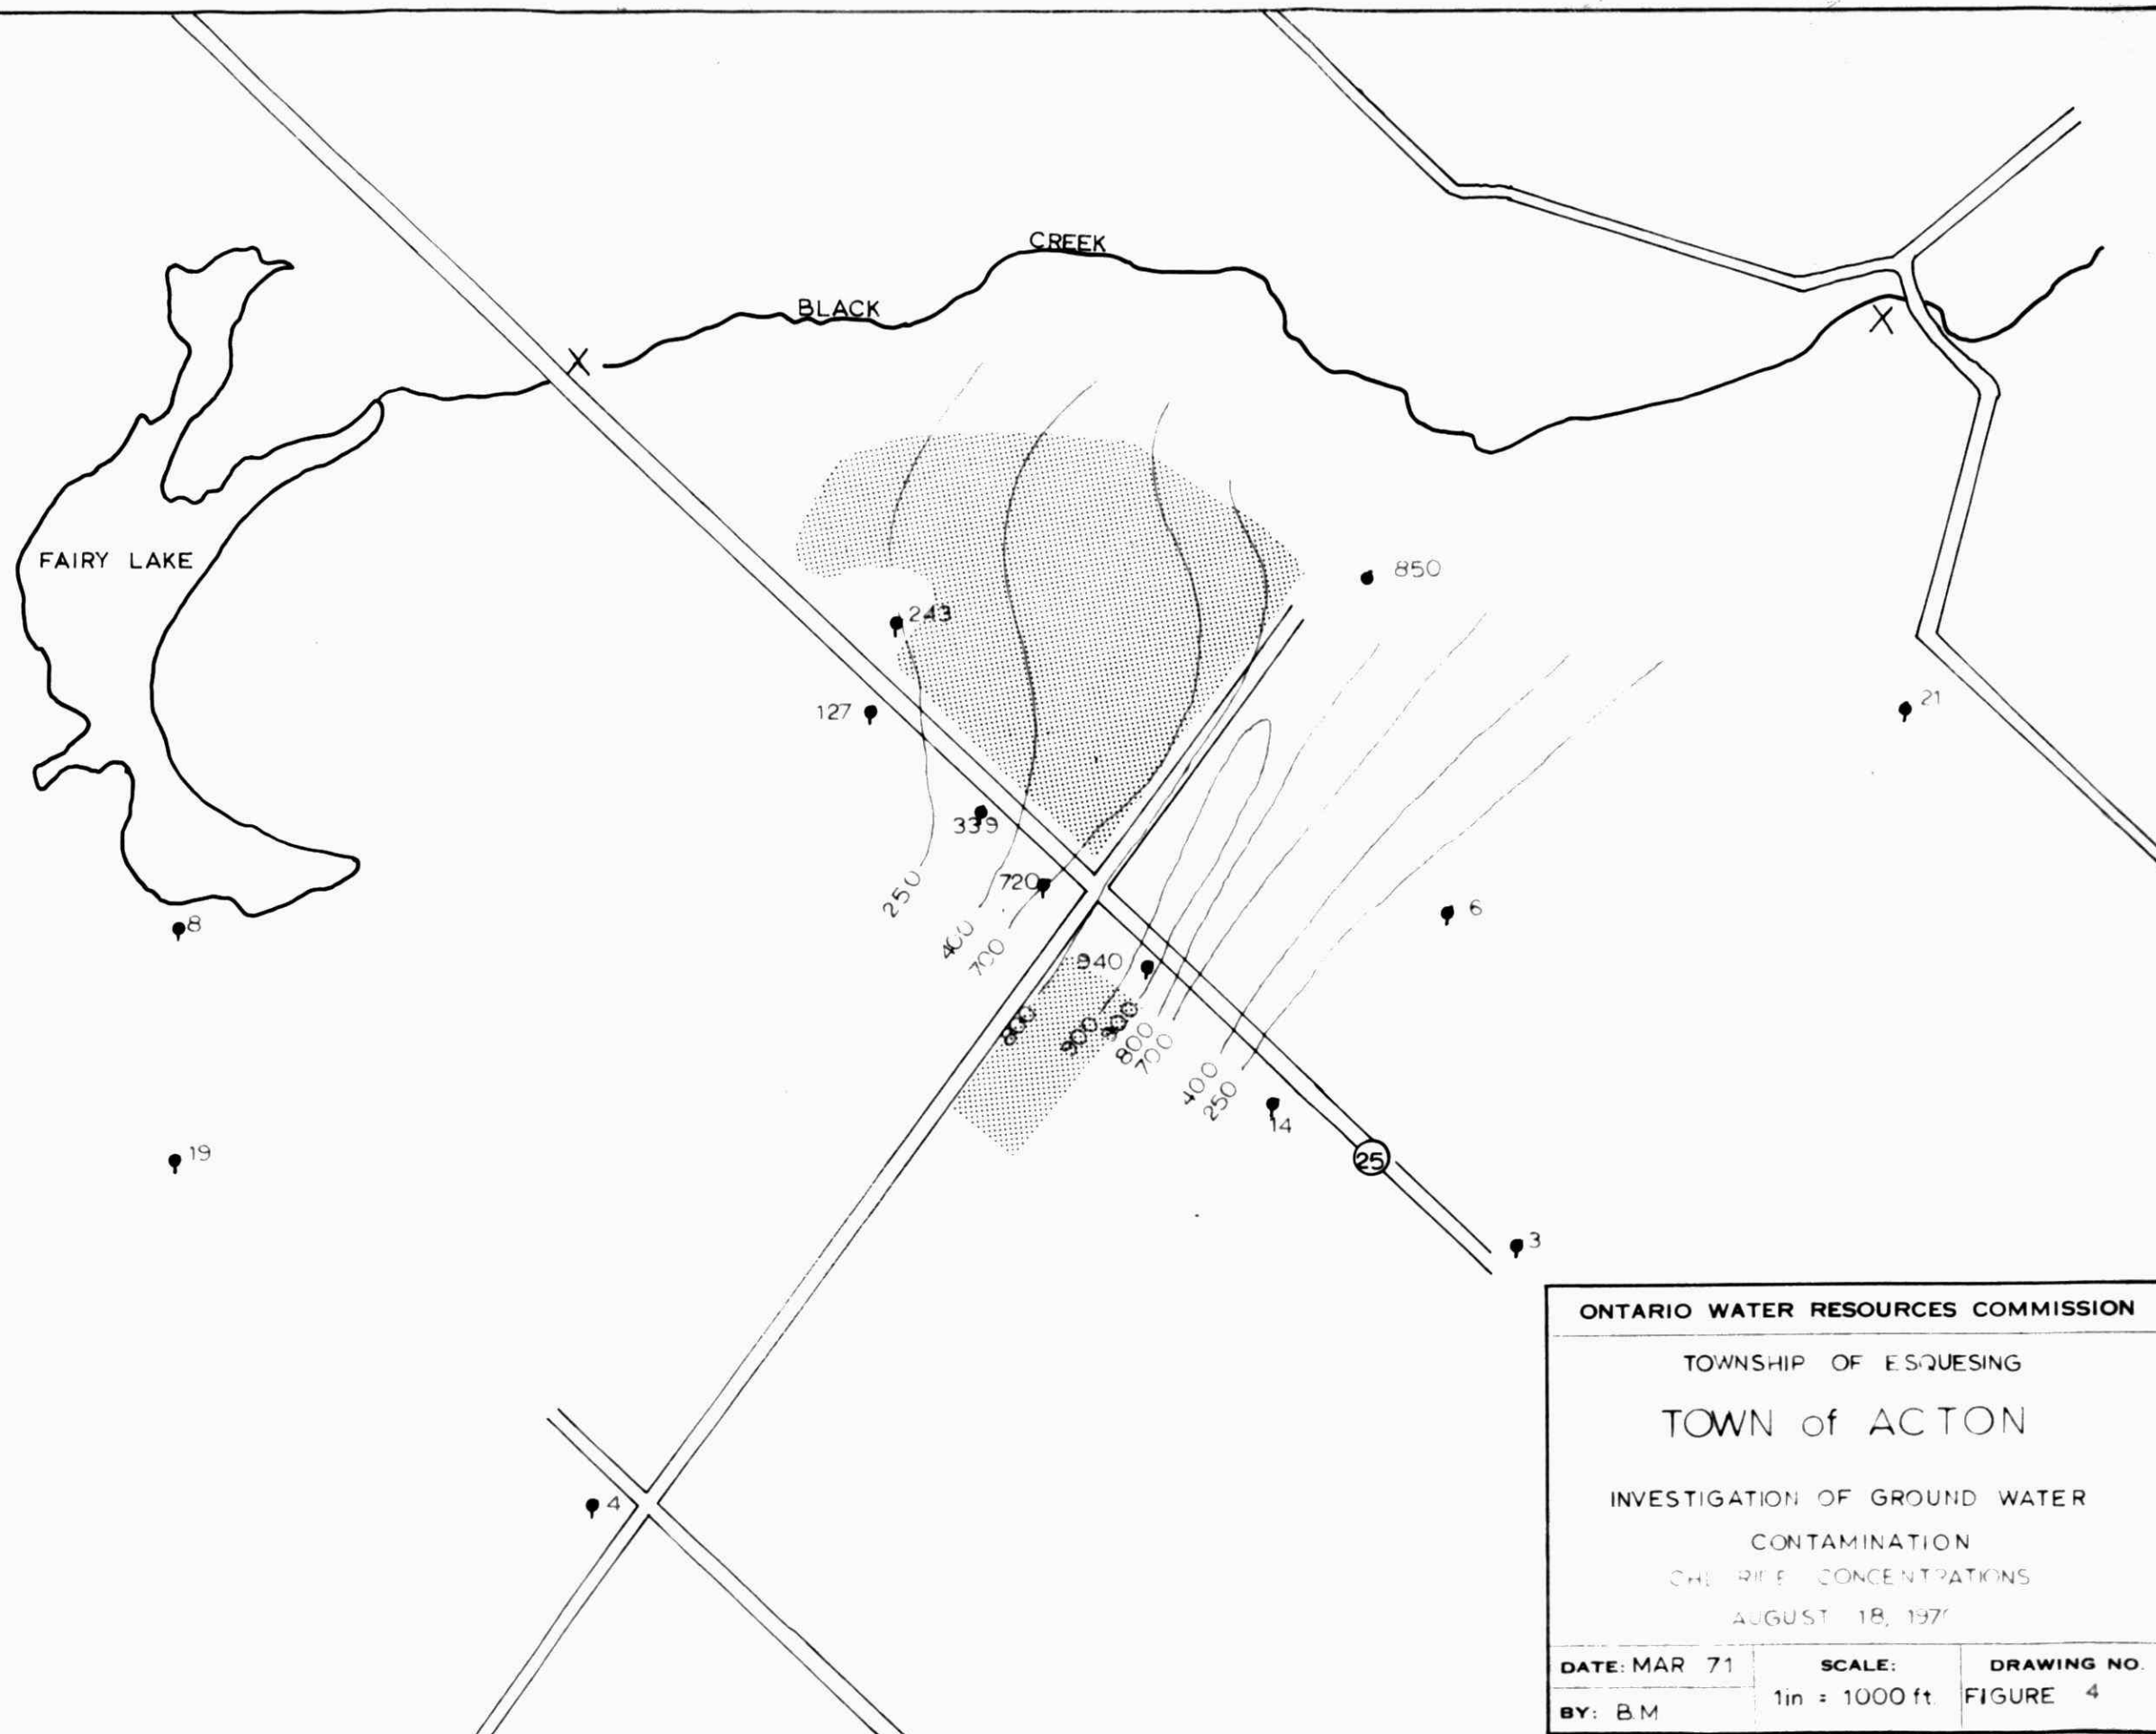 CREEK
BLACK
X
X
FAIRY LAKE
850
243
21
127
339
720
250
400
700
8
6
940
800
900
900
800
700
400
250
14
19
25
3
4
ONTARIO WATER RESOURCES COMMISSION
TOWNSHIP OF ESQUESING
TOWN of ACTON
INVESTIGATION OF GROUND WATER
CONTAMINATION
CONCENTRATIONS
AUGUST 18,
DATE: MAR 71
SCALE:
1in = 1000 ft.
DRAWING NO.
FIGURE 4
BY: B.M